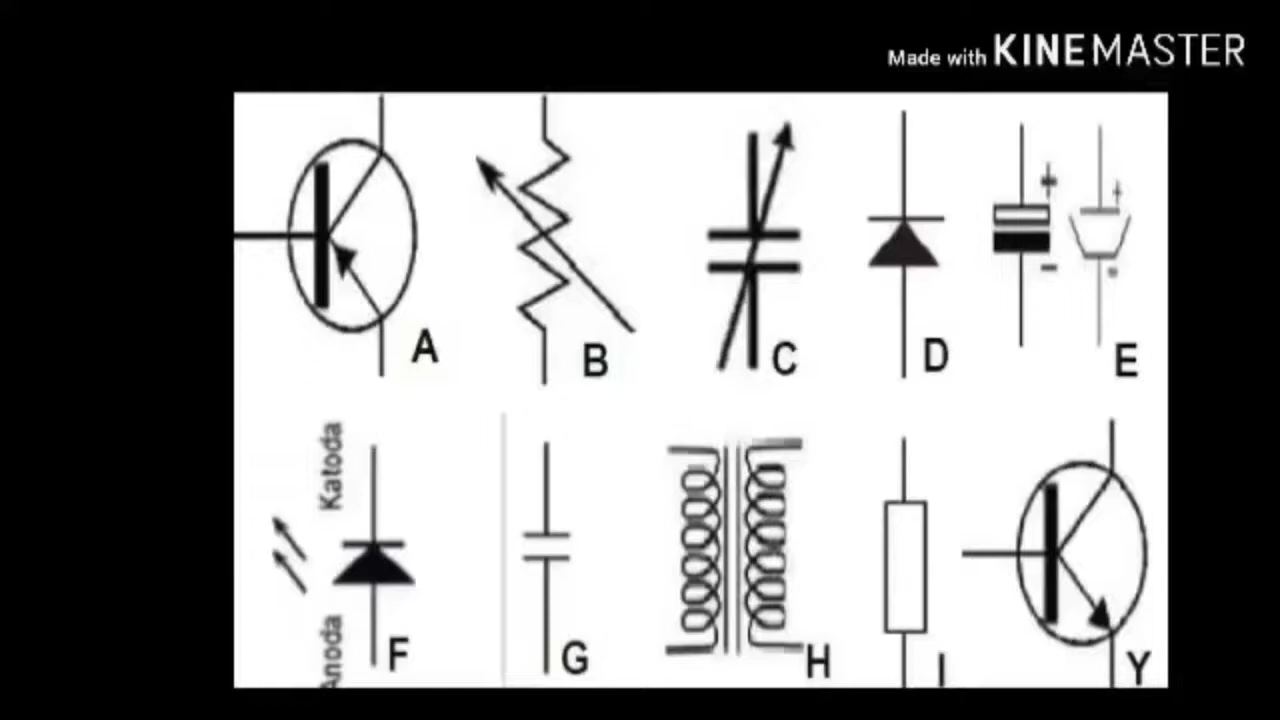 Made with KINEMASTER
A
B
C
D
+
-
+
E
Katoda
Anoda
F
G
H
I
Y